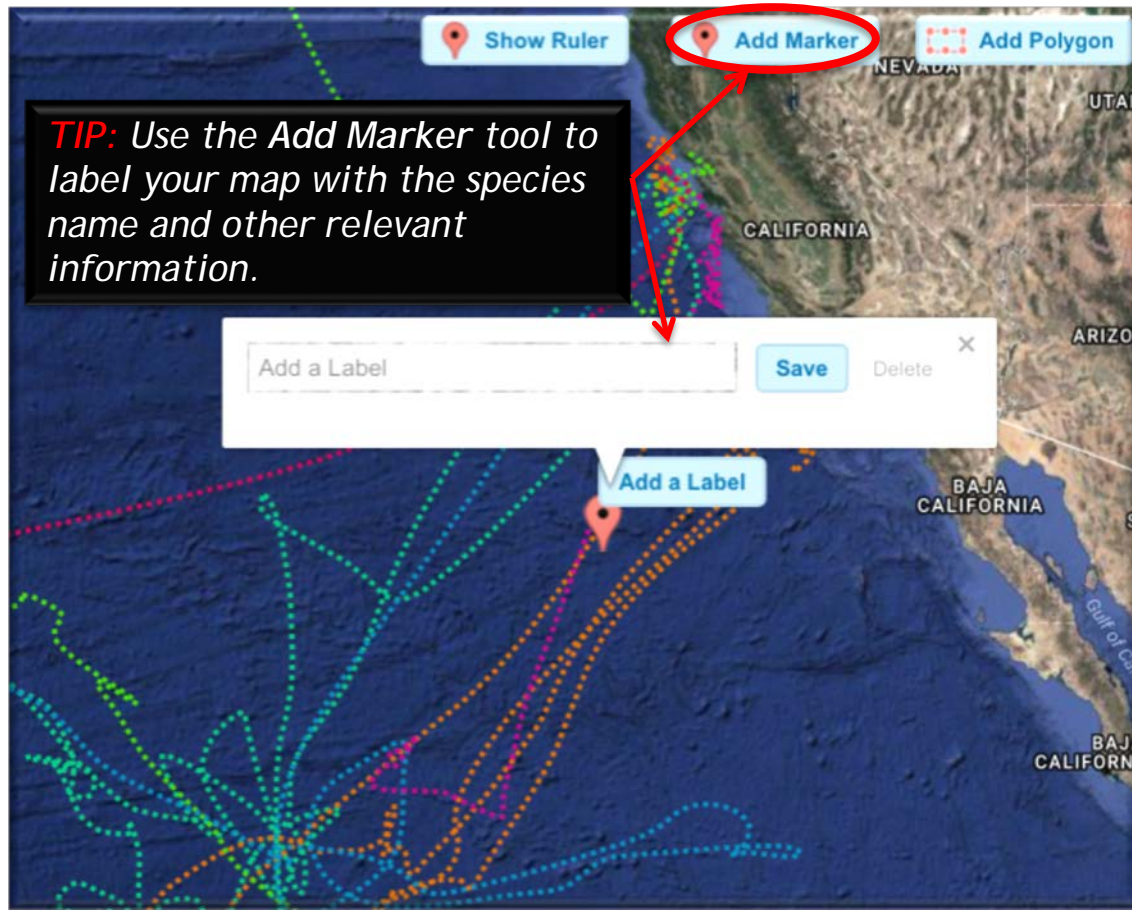 Show Ruler
Add Marker
Add Polygon
NEVADA
UTA
TIP: Use the Add Marker tool to
label your map with the species
name and other relevant
information.
CALIFORNIA
ARIZO
Add a Label
Save
Delete
×
Add a Label
BAJA
CALIFORNIA
S
Gulf of Ca
BAJ
CALIFORN